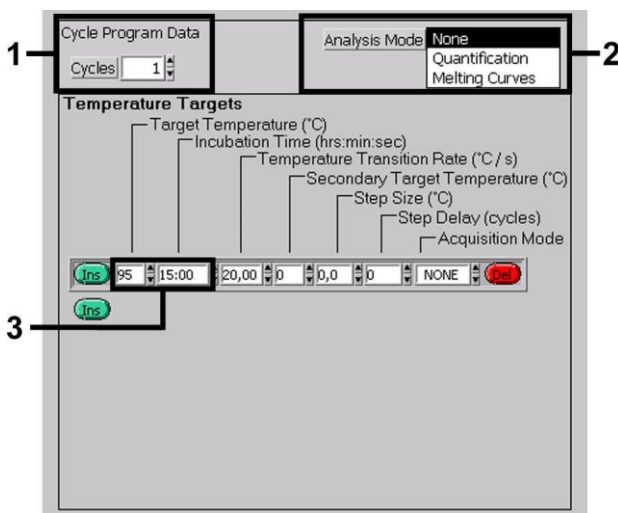 Cycle Program Data
Cycles 1
Analysis Mode None
Quantification
Melting Curves
1
2
Temperature Targets
Target Temperature (°C)
Incubation Time (hrs:min:sec)
Temperature Transition Rate (°C / s)
Secondary Target Temperature (°C)
Step Size (°C)
Step Delay (cycles)
Acquisition Mode
Ins 95 15:00 20,00 0 0,0 0 NONE Del
Ins
3